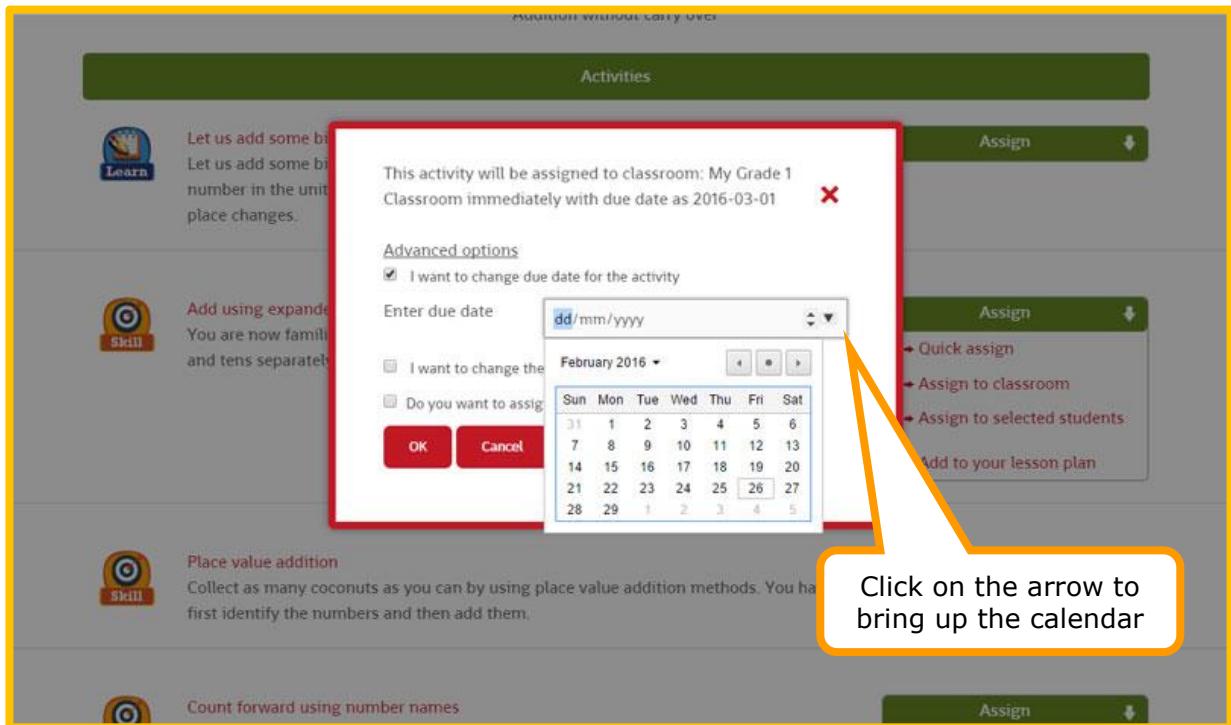 Addition without carry over
Activities
Learn
Let us add some bi
Let us add some bi
number in the unit
place changes.
Assign
This activity will be assigned to classroom: My Grade 1
Classroom immediately with due date as 2016-03-01
Advanced options
I want to change due date for the activity
Enter due date
dd/mm/yyyy
I want to change the
Do you want to assig
OK Cancel
February 2016
Sun Mon Tue Wed Thu Fri Sat
31 1 2 3 4 5 6
7 8 9 10 11 12 13
14 15 16 17 18 19 20
21 22 23 24 25 26 27
28 29 1 2 3 4 5
Skill
Add using expande
You are now famili
and tens separatel
Assign
Quick assign
Assign to classroom
Assign to selected students
Add to your lesson plan
Click on the arrow to
bring up the calendar
Skill
Place value addition
Collect as many coconuts as you can by using place value addition methods. You ha
first identify the numbers and then add them.
Count forward using number names
Assign